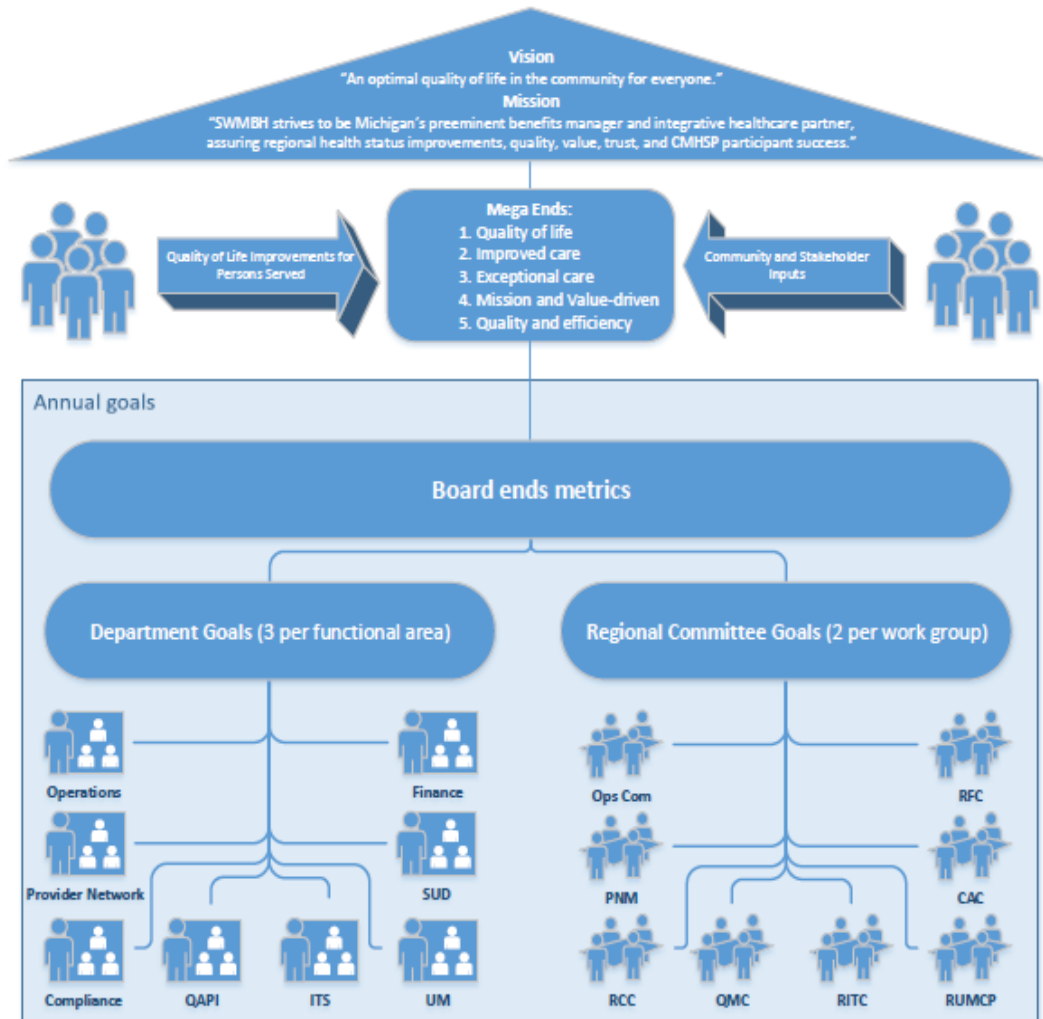 Vision
“An optimal quality of life in the community for everyone.”
Mission
“SWMBH strives to be Michigan’s preeminent benefits manager and integrative healthcare partner,
assuring regional health status improvements, quality, value, trust, and CMHSP participant success.”
Mega Ends:
1. Quality of life
2. Improved care
3. Exceptional care
4. Mission and Value-driven
5. Quality and efficiency
Quality of Life Improvements for
Persons Served
Community and Stakeholder
Inputs
Annual goals
Board ends metrics
Department Goals (3 per functional area)
Regional Committee Goals (2 per work group)
Operations
Finance
Ops Com
RFC
Provider Network
SUD
PNM
CAC
Compliance
QAPI
ITS
UM
RCC
QMC
RITC
RUMCP